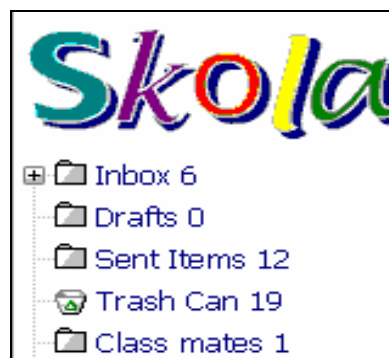 Skola
Inbox 6
Drafts 0
Sent Items 12
Trash Can 19
Class mates 1